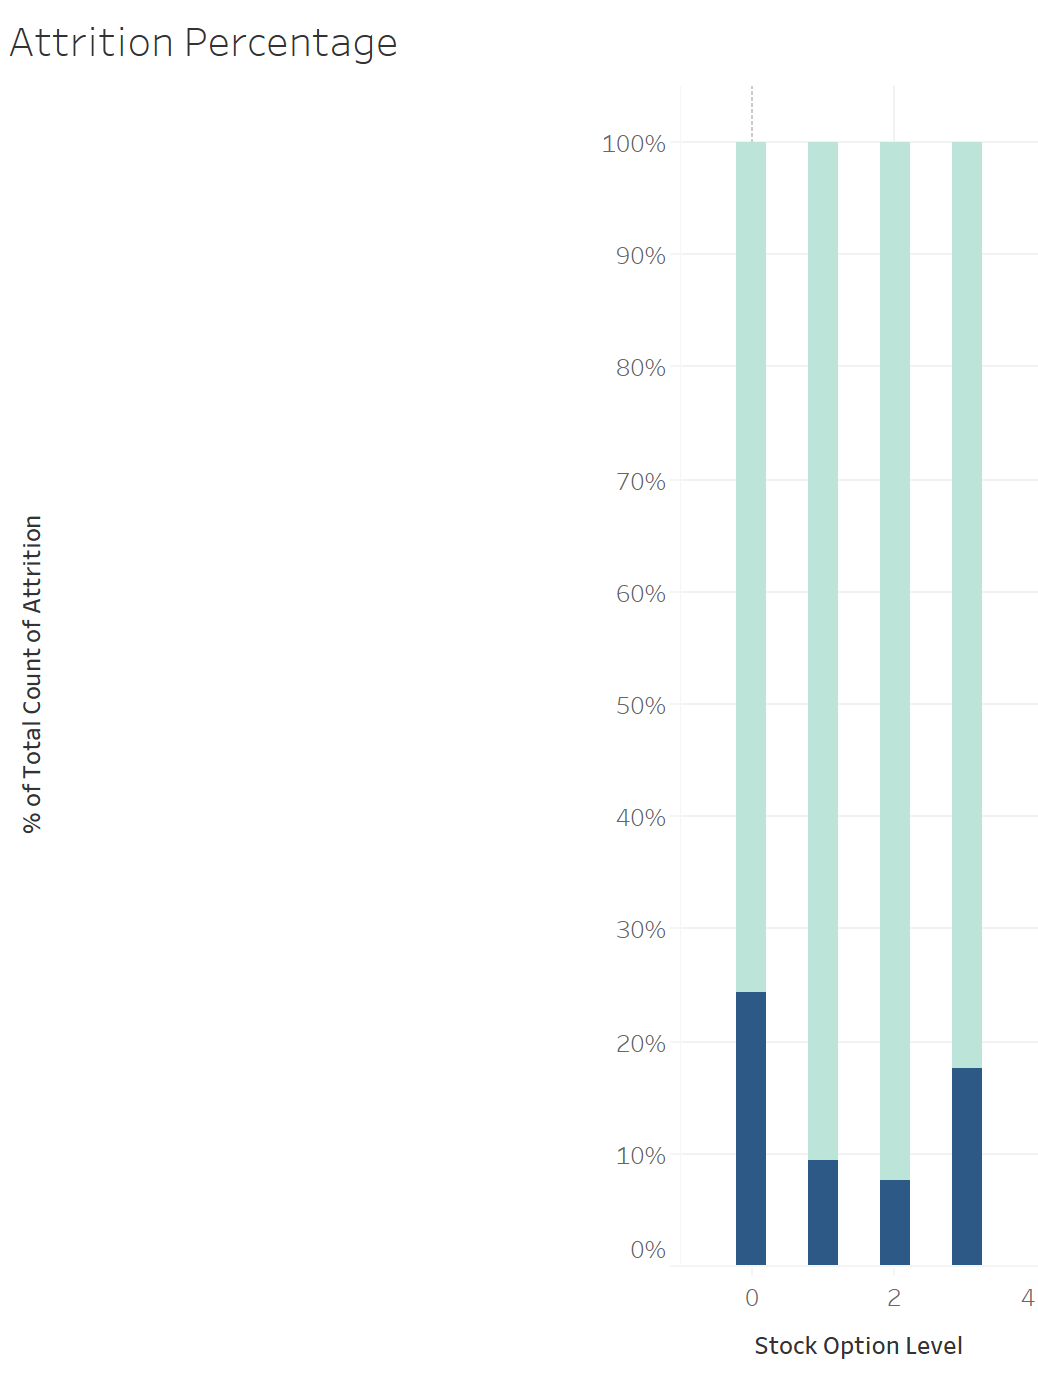 Attrition Percentage
% of Total Count of Attrition
100%
90%
80%
70%
60%
50%
40%
30%
20%
10%
0%
0 2 4
Stock Option Level